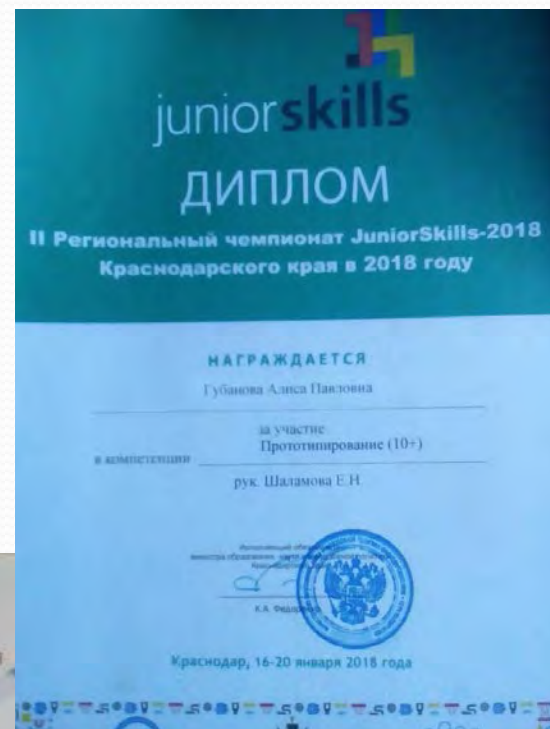 juniorskills
ДИПЛОМ
II Региональный чемпионат JuniorSkills-2018
Краснодарского края в 2018 году
НАГРАЖДАЕТСЯ
Губанова Алиса Павловна
за участие
Прототипирование (10+)
в компетенции
рук. Шаламова Е.Н.
Краснодар, 16-20 января 2018 года